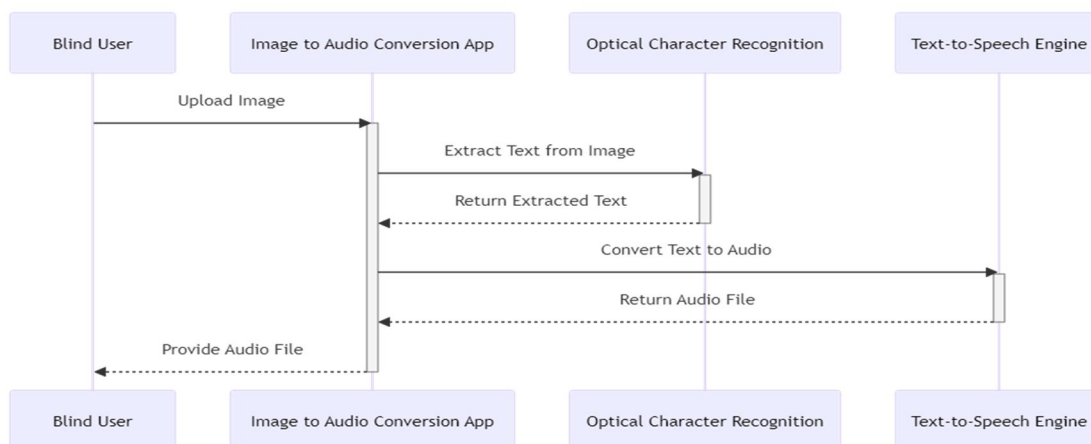 Blind User
Image to Audio Conversion App
Optical Character Recognition
Text-to-Speech Engine
Upload Image
Extract Text from Image
Return Extracted Text
Convert Text to Audio
Return Audio File
Provide Audio File
Blind User
Image to Audio Conversion App
Optical Character Recognition
Text-to-Speech Engine